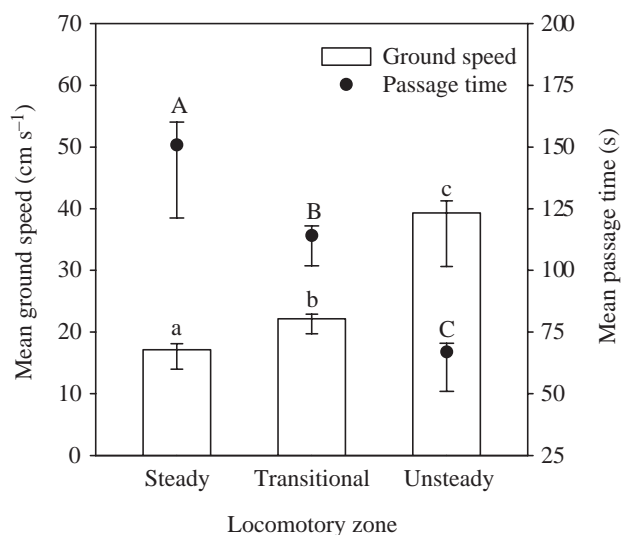 70
60
50
40
30
20
10
0
200
175
150
125
100
75
50
25
Mean ground speed (cm s⁻¹)
Mean passage time (s)
Ground speed
Passage time
A
B
C
a
b
c
Steady Transitional Unsteady
Locomotory zone